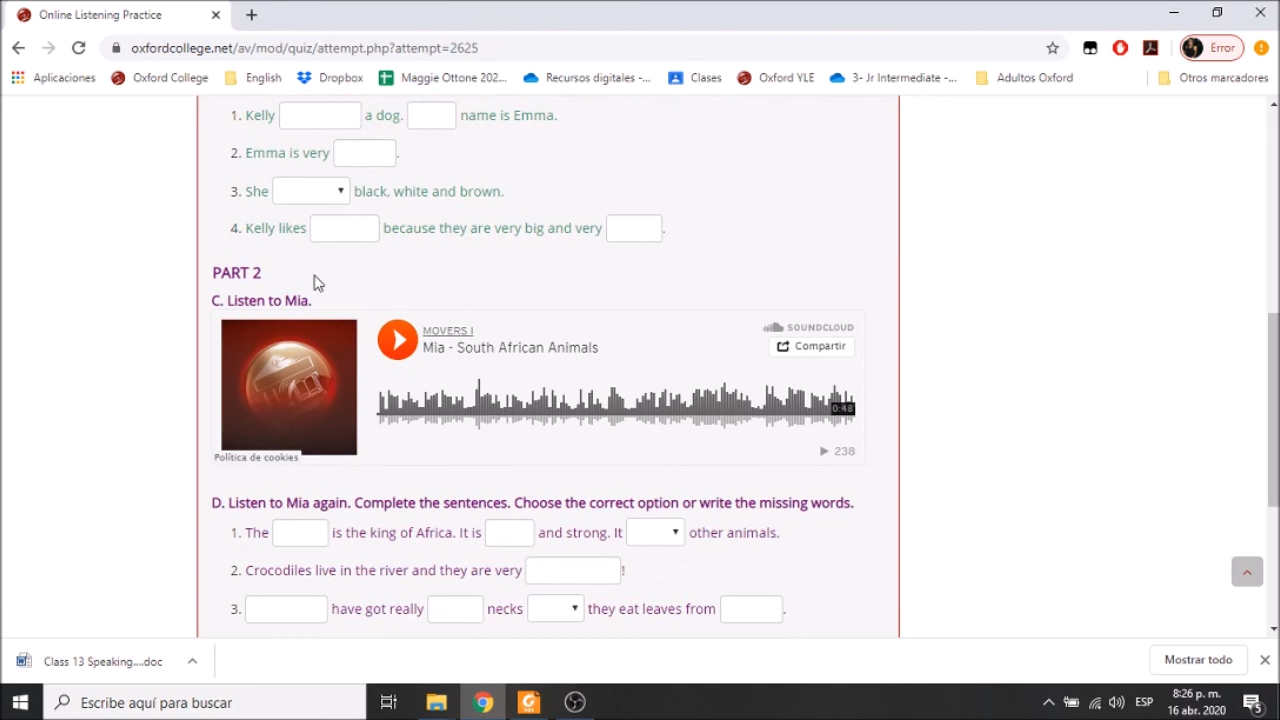 Online Listening Practice
oxfordcollege.net/av/mod/quiz/attempt.php?attempt=2625
Error
Aplicaciones Oxford College English Dropbox Maggie Ottone 202... Recursos digitales -... Clases Oxford YLE 3- Jr Intermediate -... Adultos Oxford Otros marcadores
1. Kelly a dog. name is Emma.
2. Emma is very .
3. She black, white and brown.
4. Kelly likes because they are very big and very .
PART 2
C. Listen to Mia.
MOVERS I
Mia - South African Animals
SOUNDCLOUD
Compartir
0:48
Política de cookies
238
D. Listen to Mia again. Complete the sentences. Choose the correct option or write the missing words.
1. The is the king of Africa. It is and strong. It other animals.
2. Crocodiles live in the river and they are very !
3. have got really necks they eat leaves from .
Class 13 Speaking....doc
Mostrar todo
Escribe aquí para buscar
ESP
8:26 p. m.
16 abr. 2020
5